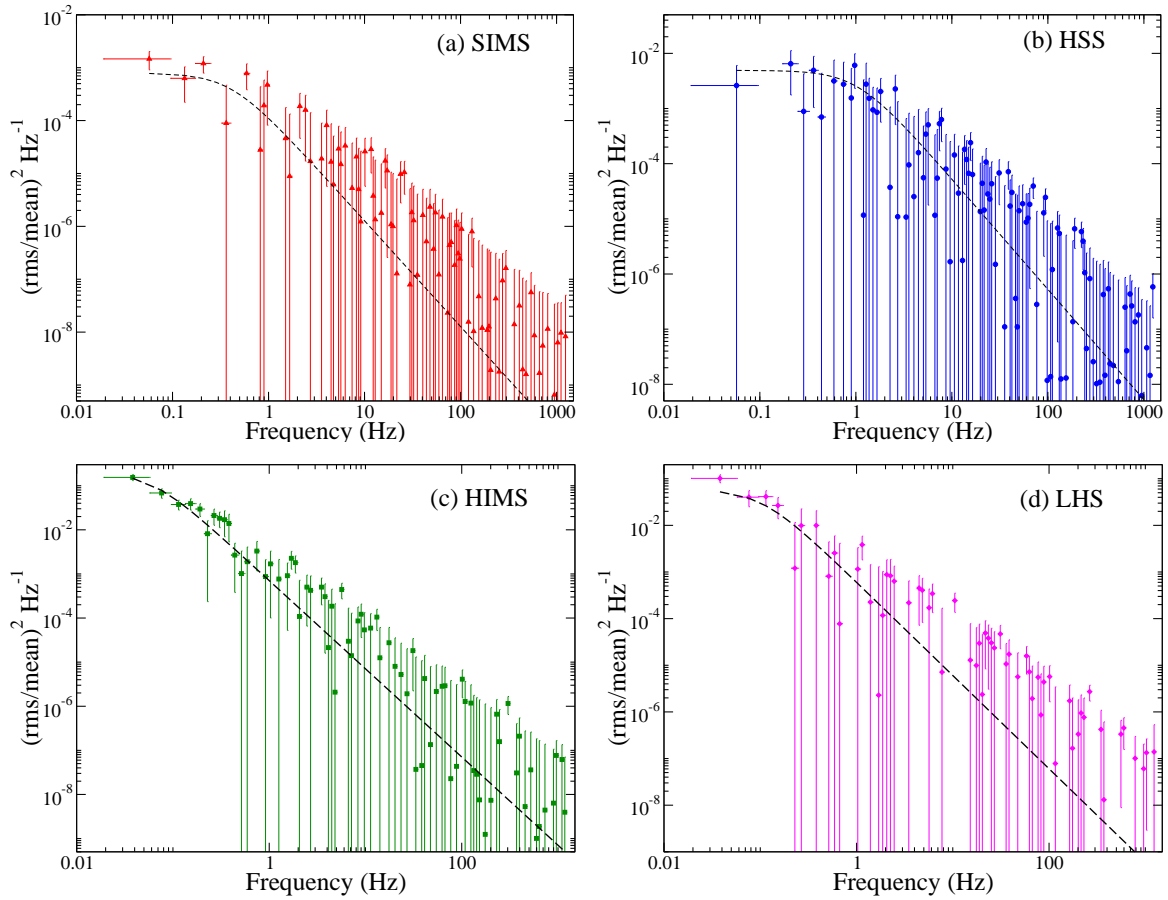 (a) SIMS
(rms/mean)² Hz⁻¹
10⁻²
10⁻⁴
10⁻⁶
10⁻⁸
0.01 0.1 1 10 100 1000
Frequency (Hz)
(b) HSS
(rms/mean)² Hz⁻¹
10⁻²
10⁻⁴
10⁻⁶
10⁻⁸
0.01 0.1 1 10 100 1000
Frequency (Hz)
(c) HIMS
(rms/mean)² Hz⁻¹
10⁻²
10⁻⁴
10⁻⁶
10⁻⁸
0.01 1 100
Frequency (Hz)
(d) LHS
(rms/mean)² Hz⁻¹
10⁻²
10⁻⁴
10⁻⁶
10⁻⁸
0.01 1 100
Frequency (Hz)